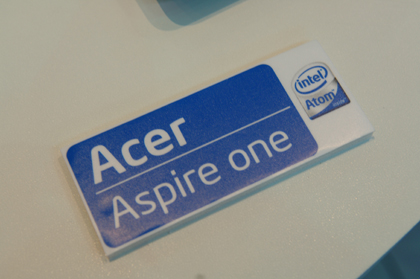 Acer
Aspire one
intel
Atom